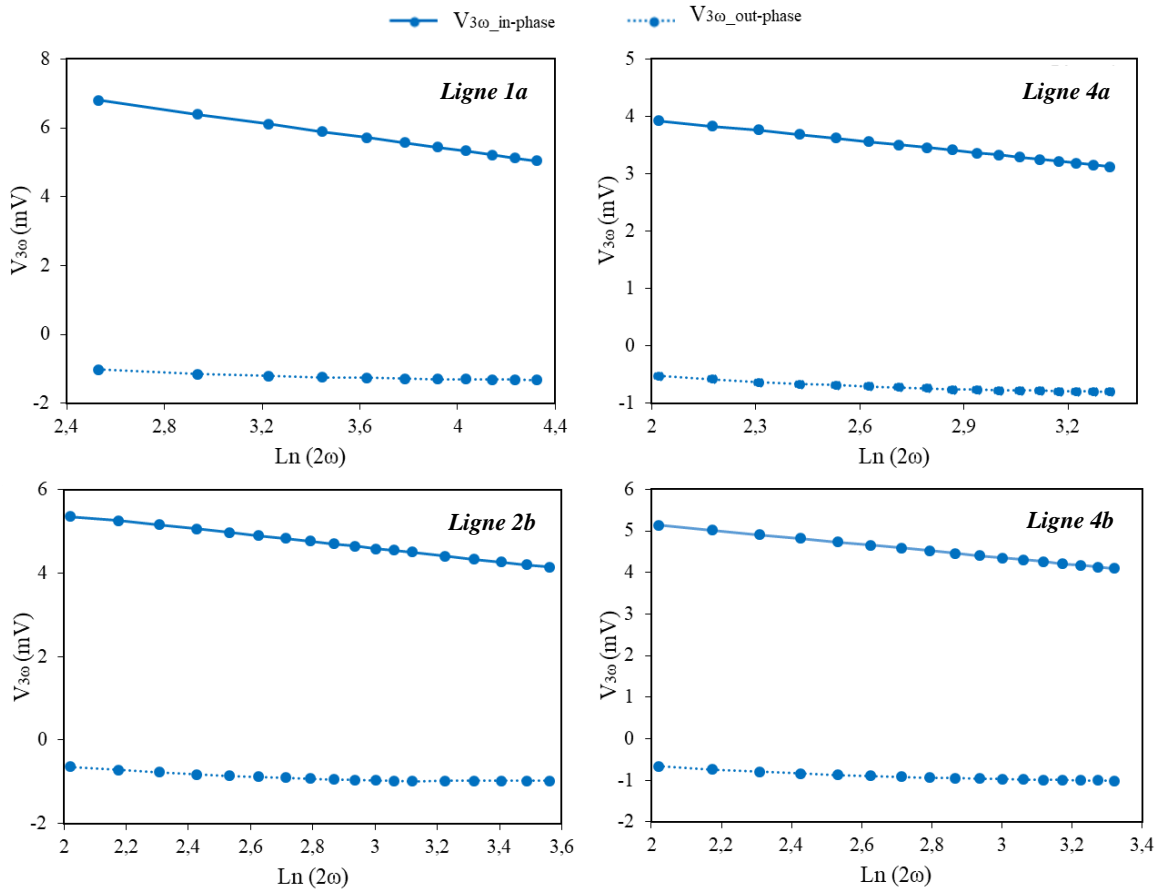 V3ω_in-phase V3ω_out-phase
Ligne 1a
V3ω (mV)
8
6
4
2
0
-2
2,4 2,8 3,2 3,6 4 4,4
Ln (2ω)
Ligne 4a
V3ω (mV)
5
4
3
2
1
0
-1
2 2,3 2,6 2,9 3,2
Ln (2ω)
Ligne 2b
V3ω (mV)
6
4
2
0
-2
2 2,2 2,4 2,6 2,8 3 3,2 3,4 3,6
Ln (2ω)
Ligne 4b
V3ω (mV)
6
5
4
3
2
1
0
-1
-2
2 2,2 2,4 2,6 2,8 3 3,2 3,4
Ln (2ω)